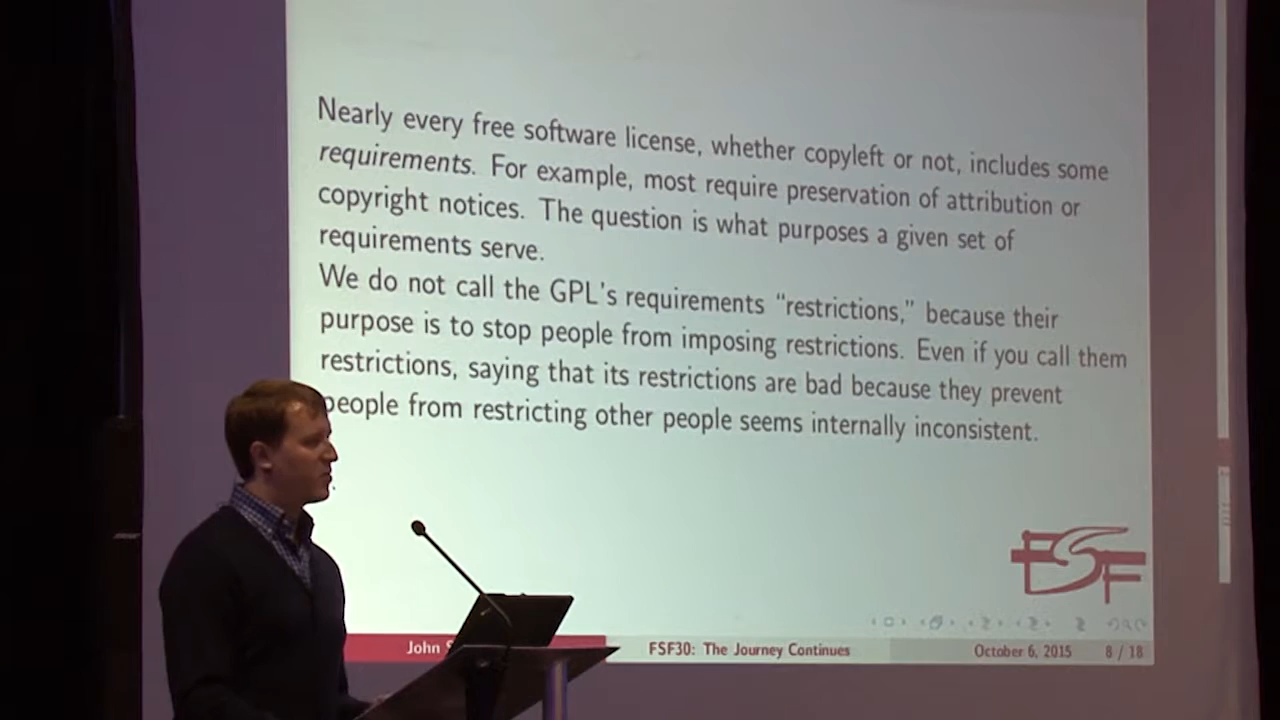 Nearly every free software license, whether copyleft or not, includes some
requirements. For example, most require preservation of attribution or
copyright notices. The question is what purposes a given set of
requirements serve.
We do not call the GPL's requirements "restrictions," because their
purpose is to stop people from imposing restrictions. Even if you call them
restrictions, saying that its restrictions are bad because they prevent
people from restricting other people seems internally inconsistent.
FSF
John FSF30: The Journey Continues October 6, 2015 8 / 18